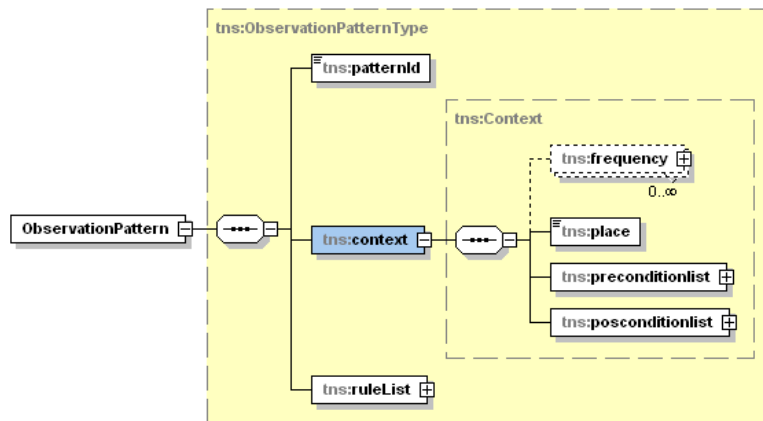 tns:ObservationPatternType
tns:patternId
tns:Context
tns:frequency
0..∞
ObservationPattern
tns:context
tns:place
tns:preconditionlist
tns:posconditionlist
tns:ruleList